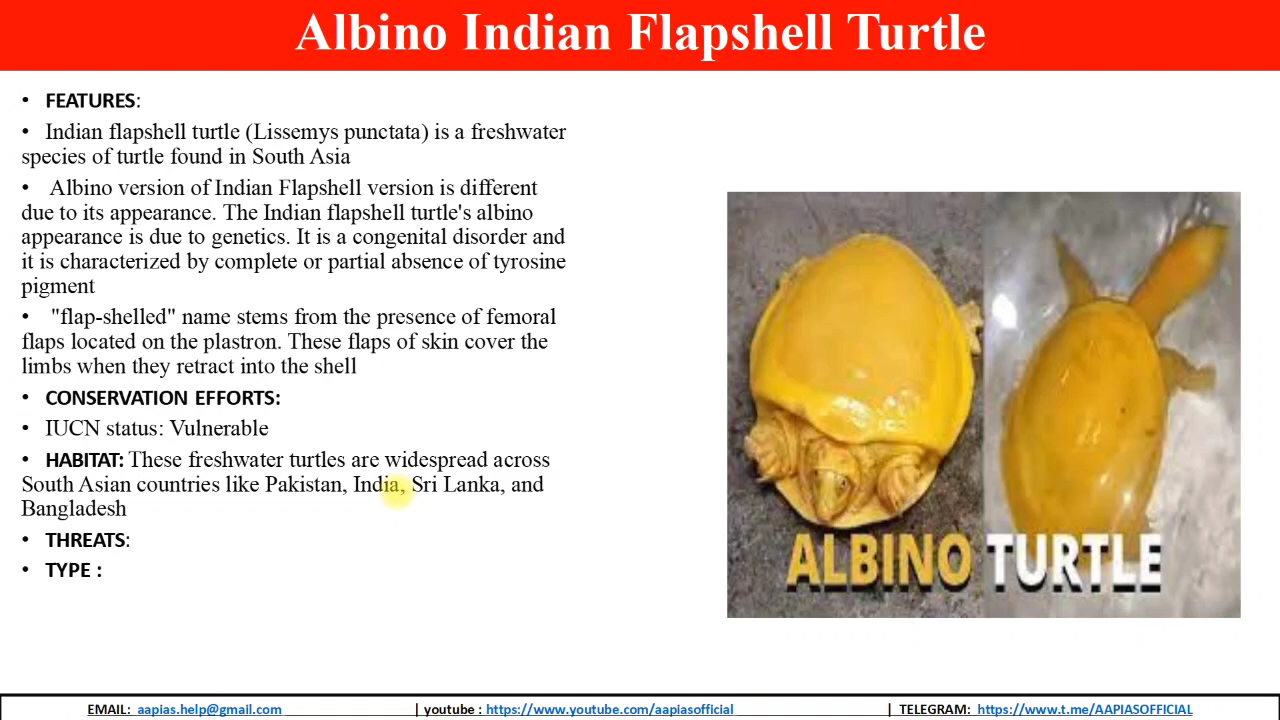 Albino Indian Flapshell Turtle
• FEATURES:
• Indian flapshell turtle (Lissemys punctata) is a freshwater
species of turtle found in South Asia
• Albino version of Indian Flapshell version is different
due to its appearance. The Indian flapshell turtle's albino
appearance is due to genetics. It is a congenital disorder and
it is characterized by complete or partial absence of tyrosine
pigment
• "flap-shelled" name stems from the presence of femoral
flaps located on the plastron. These flaps of skin cover the
limbs when they retract into the shell
• CONSERVATION EFFORTS:
• IUCN status: Vulnerable
• HABITAT: These freshwater turtles are widespread across
South Asian countries like Pakistan, India, Sri Lanka, and
Bangladesh
• THREATS:
• TYPE :
ALBINO TURTLE
EMAIL: aapias.help@gmail.com | youtube : https://www.youtube.com/aapiasofficial | TELEGRAM: https://www.t.me/AAPIASOFFICIAL